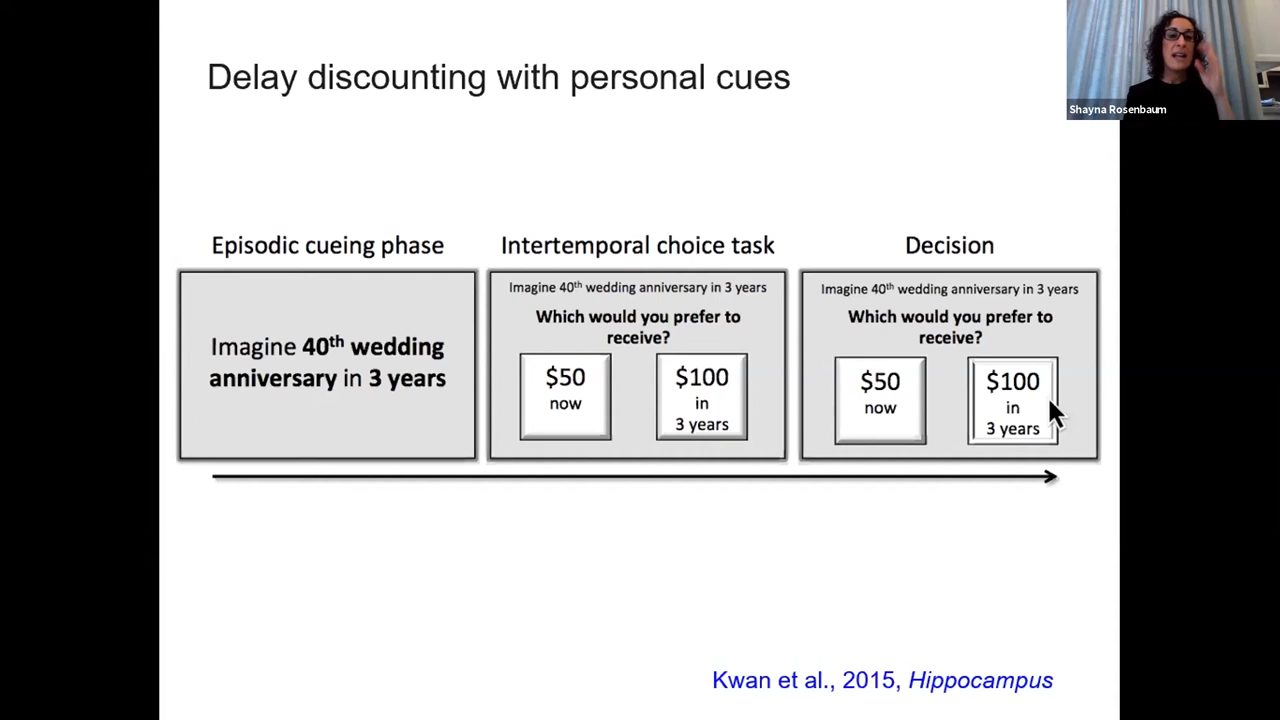 Delay discounting with personal cues
Shayna Rosenbaum
Episodic cueing phase
Imagine 40th wedding
anniversary in 3 years
Intertemporal choice task
Imagine 40th wedding anniversary in 3 years
Which would you prefer to
receive?
$50
now
$100
in
3 years
Decision
Imagine 40th wedding anniversary in 3 years
Which would you prefer to
receive?
$50
now
$100
in
3 years
Kwan et al., 2015, Hippocampus